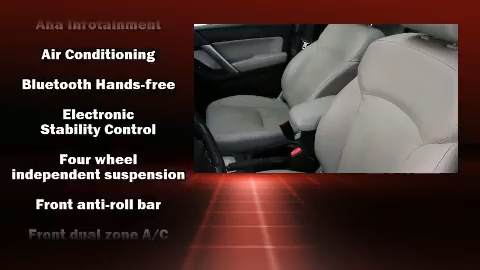 Aha Infotainment
Air Conditioning
Bluetooth Hands-free
Electronic
Stability Control
Four wheel
independent suspension
Front anti-roll bar
Front dual zone A/C